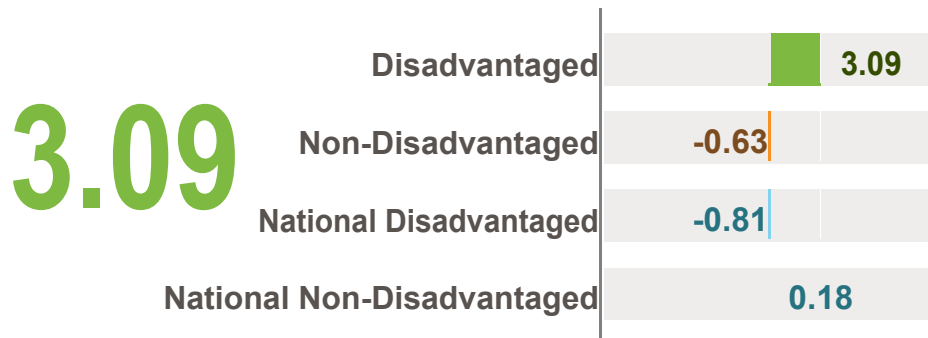 3.09
Disadvantaged 3.09
Non-Disadvantaged -0.63
National Disadvantaged -0.81
National Non-Disadvantaged 0.18